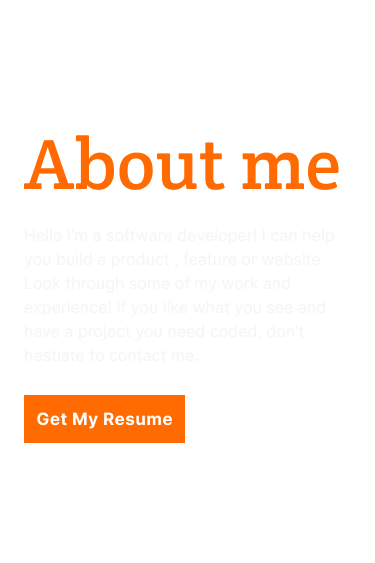 About me
Hello I'm a software developer! I can help
you build a product , feature or website
Look through some of my work and
experience! If you like what you see and
have a project you need coded, don't
hestiate to contact me.
Get My Resume